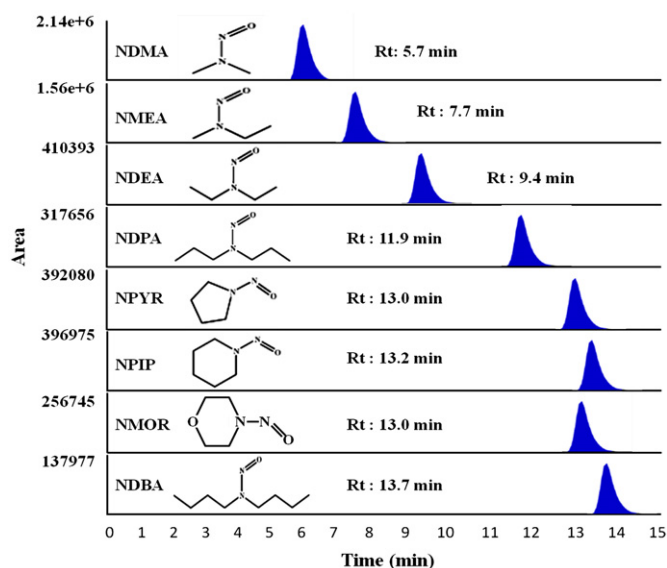 2.14e+6
NDMA
N
N
O
Rt: 5.7 min
1.56e+6
NMEA
N
N
O
Rt : 7.7 min
410393
NDEA
N
N
O
Rt : 9.4 min
317656
NDPA
N
N
O
Rt : 11.9 min
Area
392080
NPYR
N
N
O
Rt : 13.0 min
396975
NPIP
N
N
O
Rt : 13.2 min
256745
NMOR
O
N
N
O
Rt : 13.0 min
137977
NDBA
N
N
O
Rt : 13.7 min
0 1 2 3 4 5 6 7 8 9 10 11 12 13 14 15
Time (min)